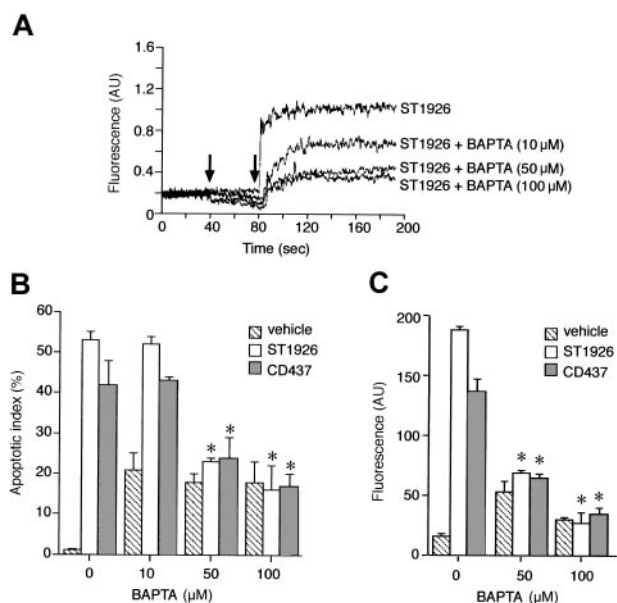 A
Fluorescence (AU)
1.6
1.2
0.8
0.4
0
ST1926
ST1926 + BAPTA (10 µM)
ST1926 + BAPTA (50 µM)
ST1926 + BAPTA (100 µM)
0 40 80 120 160 200
Time (sec)
B
Apoptotic index (%)
60
50
40
30
20
10
0
vehicle
ST1926
CD437
* * * *
0 10 50 100
BAPTA (µM)
C
Fluorescence (AU)
200
150
100
50
0
vehicle
ST1926
CD437
* * * *
0 50 100
BAPTA (µM)